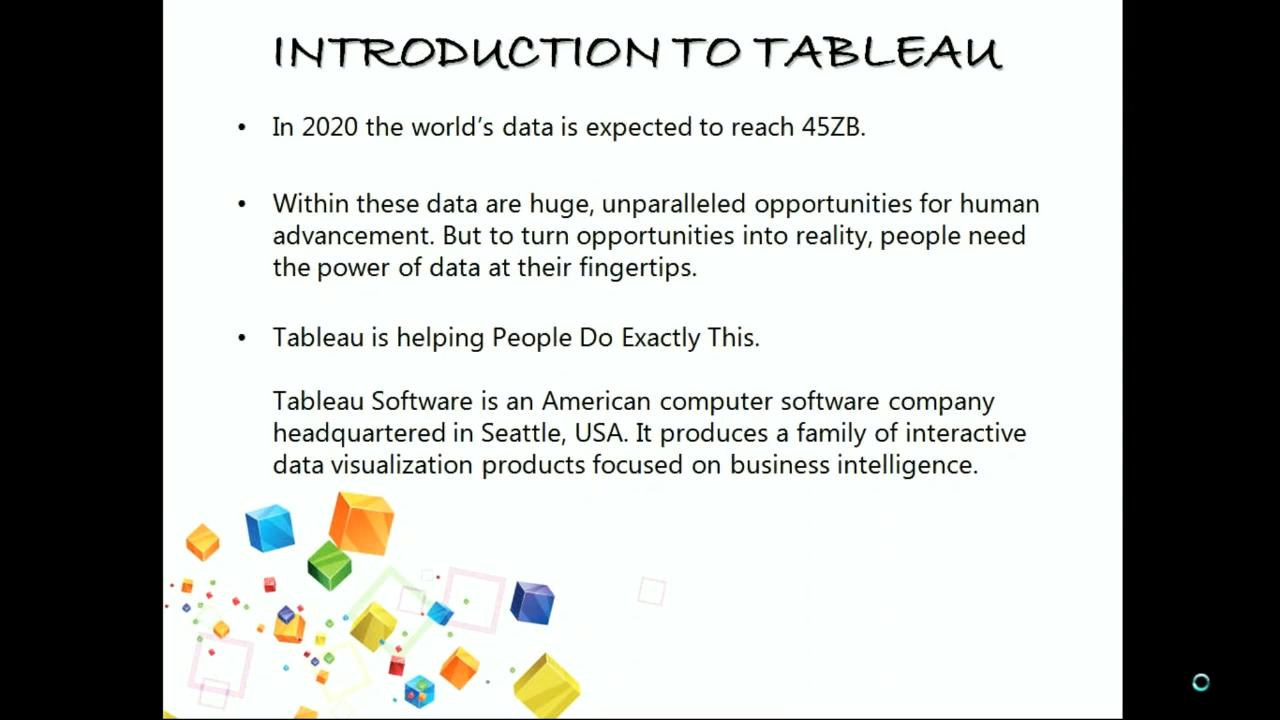 INTRODUCTION TO TABLEAU
• In 2020 the world's data is expected to reach 45ZB.
• Within these data are huge, unparalleled opportunities for human
advancement. But to turn opportunities into reality, people need
the power of data at their fingertips.
• Tableau is helping People Do Exactly This.
Tableau Software is an American computer software company
headquartered in Seattle, USA. It produces a family of interactive
data visualization products focused on business intelligence.